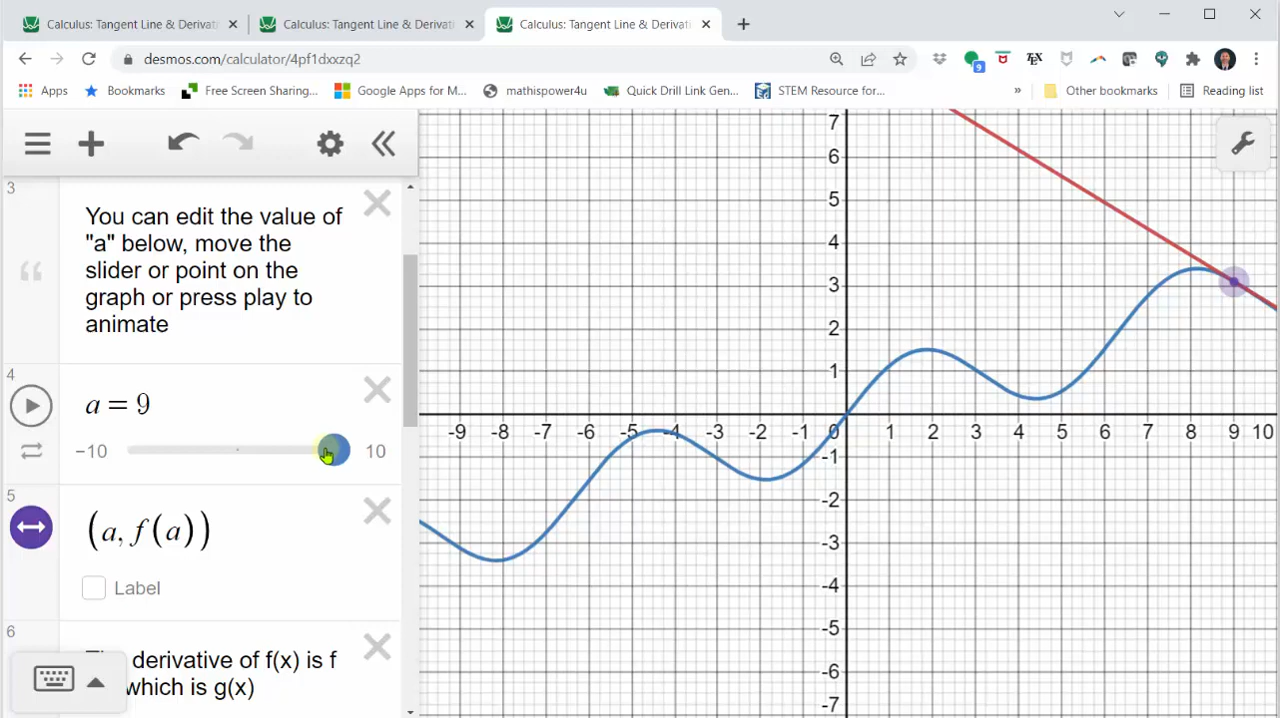 Calculus: Tangent Line & Derivati
Calculus: Tangent Line & Derivati
Calculus: Tangent Line & Derivati
desmos.com/calculator/4pf1dxxzq2
9
TEX
Apps
Bookmarks
Free Screen Sharing...
Google Apps for M...
mathispower4u
Quick Drill Link Gen...
STEM Resource for...
»
Other bookmarks
Reading list
3
You can edit the value of
"a" below, move the
slider or point on the
graph or press play to
animate
4
a = 9
−10
10
5
(a, f(a))
Label
6
derivative of f(x) is f
which is g(x)
7
6
5
4
3
2
1
-9 -8 -7 -6 -5 -4 -3 -2 -1 0 1 2 3 4 5 6 7 8 9 10
-1
-2
-3
-4
-5
-6
-7